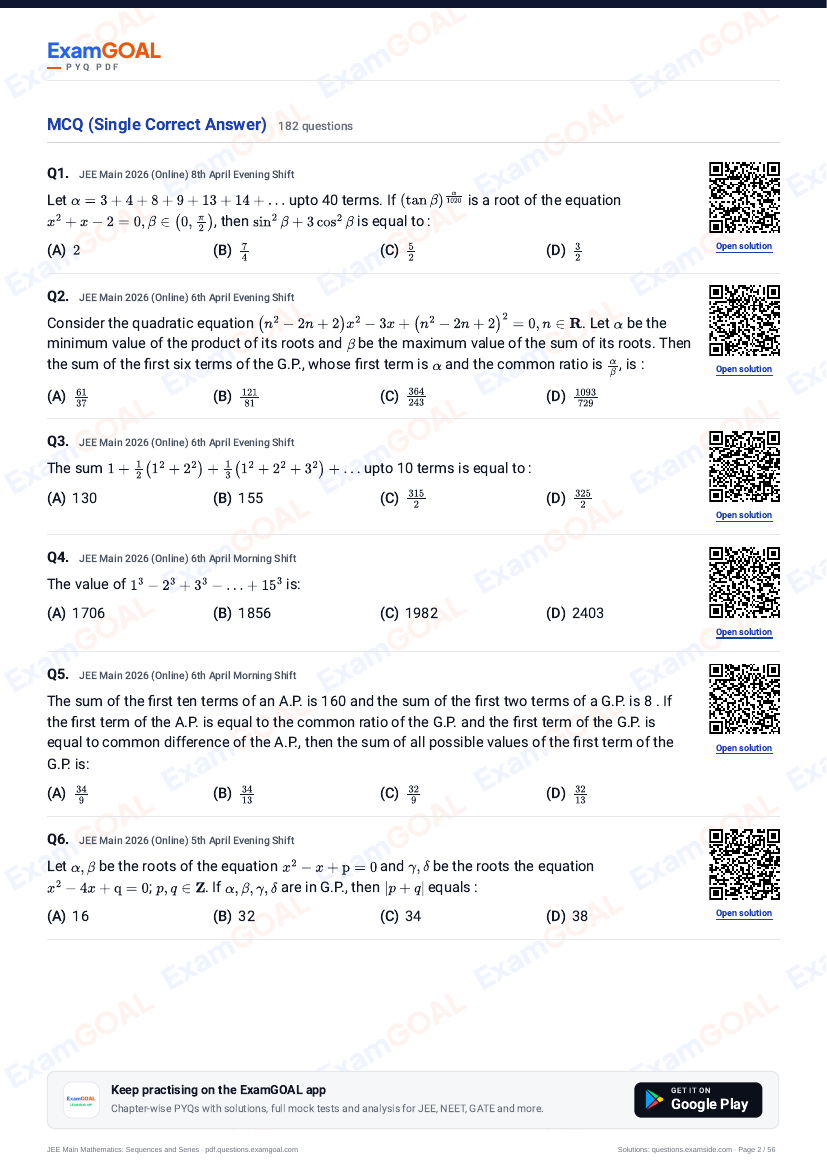 ExamGOAL
PYQ PDF
MCQ (Single Correct Answer) 182 questions
Q1. JEE Main 2026 (Online) 8th April Evening Shift
Let α = 3 + 4 + 8 + 9 + 13 + 14 + … upto 40 terms. If (tan β)^{α/1020} is a root of the equation
x² + x − 2 = 0, β ∈ (0, π/2), then sin² β + 3 cos² β is equal to :
(A) 2 (B) 7/4 (C) 5/2 (D) 3/2
Open solution
Q2. JEE Main 2026 (Online) 6th April Evening Shift
Consider the quadratic equation (n² − 2n + 2)x² − 3x + (n² − 2n + 2)² = 0, n ∈ R. Let α be the
minimum value of the product of its roots and β be the maximum value of the sum of its roots. Then
the sum of the first six terms of the G.P., whose first term is α and the common ratio is α/β, is :
(A) 61/37 (B) 121/81 (C) 364/243 (D) 1093/729
Open solution
Q3. JEE Main 2026 (Online) 6th April Evening Shift
The sum 1 + 1/2 (1² + 2²) + 1/3 (1² + 2² + 3²) + … upto 10 terms is equal to :
(A) 130 (B) 155 (C) 315/2 (D) 325/2
Open solution
Q4. JEE Main 2026 (Online) 6th April Morning Shift
The value of 1³ − 2³ + 3³ − … + 15³ is:
(A) 1706 (B) 1856 (C) 1982 (D) 2403
Open solution
Q5. JEE Main 2026 (Online) 6th April Morning Shift
The sum of the first ten terms of an A.P. is 160 and the sum of the first two terms of a G.P. is 8 . If
the first term of the A.P. is equal to the common ratio of the G.P. and the first term of the G.P. is
equal to common difference of the A.P., then the sum of all possible values of the first term of the
G.P. is:
(A) 34/9 (B) 34/13 (C) 32/9 (D) 32/13
Open solution
Q6. JEE Main 2026 (Online) 5th April Evening Shift
Let α, β be the roots of the equation x² − x + p = 0 and γ, δ be the roots the equation
x² − 4x + q = 0; p, q ∈ Z. If α, β, γ, δ are in G.P., then |p + q| equals :
(A) 16 (B) 32 (C) 34 (D) 38
Open solution
ExamGOAL
Keep practising on the ExamGOAL app
Chapter-wise PYQs with solutions, full mock tests and analysis for JEE, NEET, GATE and more.
GET IT ON
Google Play
JEE Main Mathematics: Sequences and Series · pdf.questions.examgoal.com
Solutions: questions.examside.com · Page 2 / 56